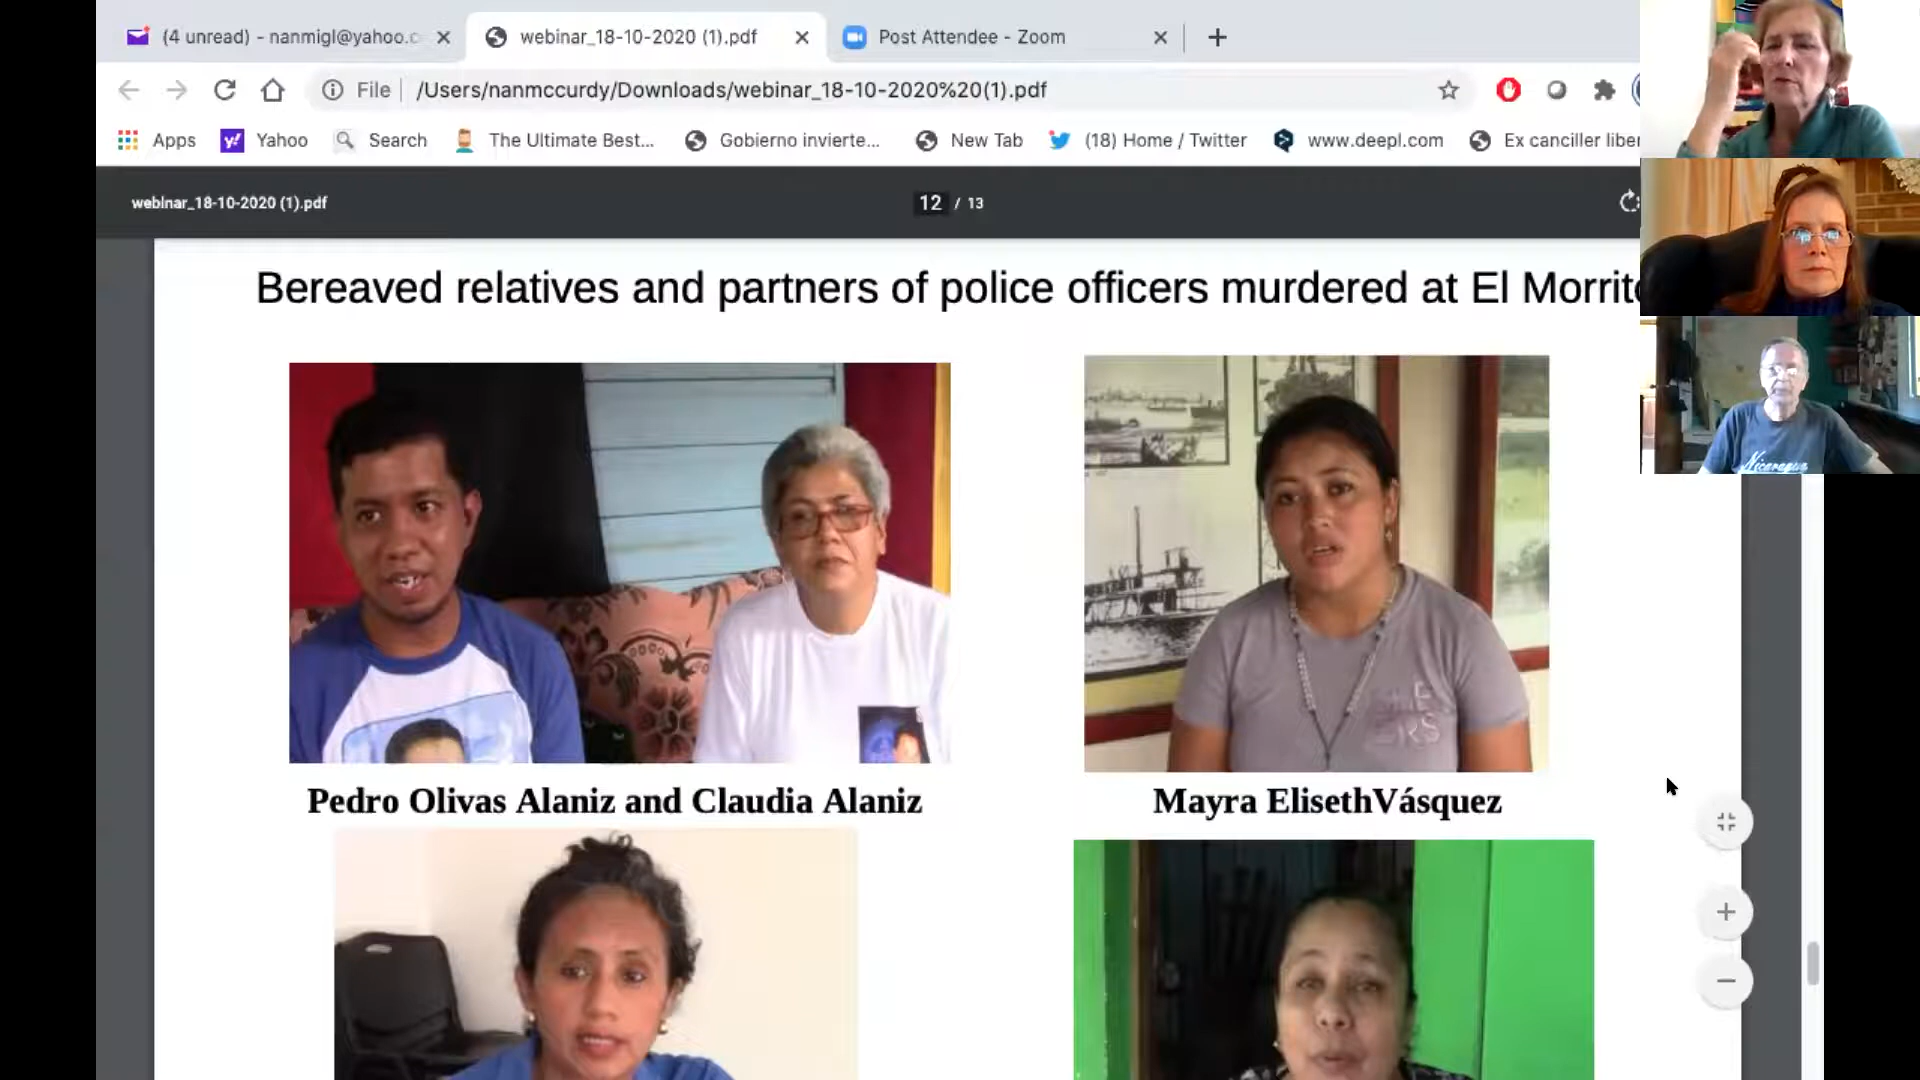 (4 unread) - nanmigl@yahoo.c
webinar_18-10-2020 (1).pdf
Post Attendee - Zoom
File
/Users/nanmccurdy/Downloads/webinar_18-10-2020%20(1).pdf
Apps
Yahoo
Search
The Ultimate Best...
Gobierno invierte...
New Tab
(18) Home / Twitter
www.deepl.com
Ex canciller liber
webinar_18-10-2020 (1).pdf
12 / 13
Bereaved relatives and partners of police officers murdered at El Morrito
Nicaragua
Pedro Olivas Alaniz and Claudia Alaniz
Mayra ElisethVásquez